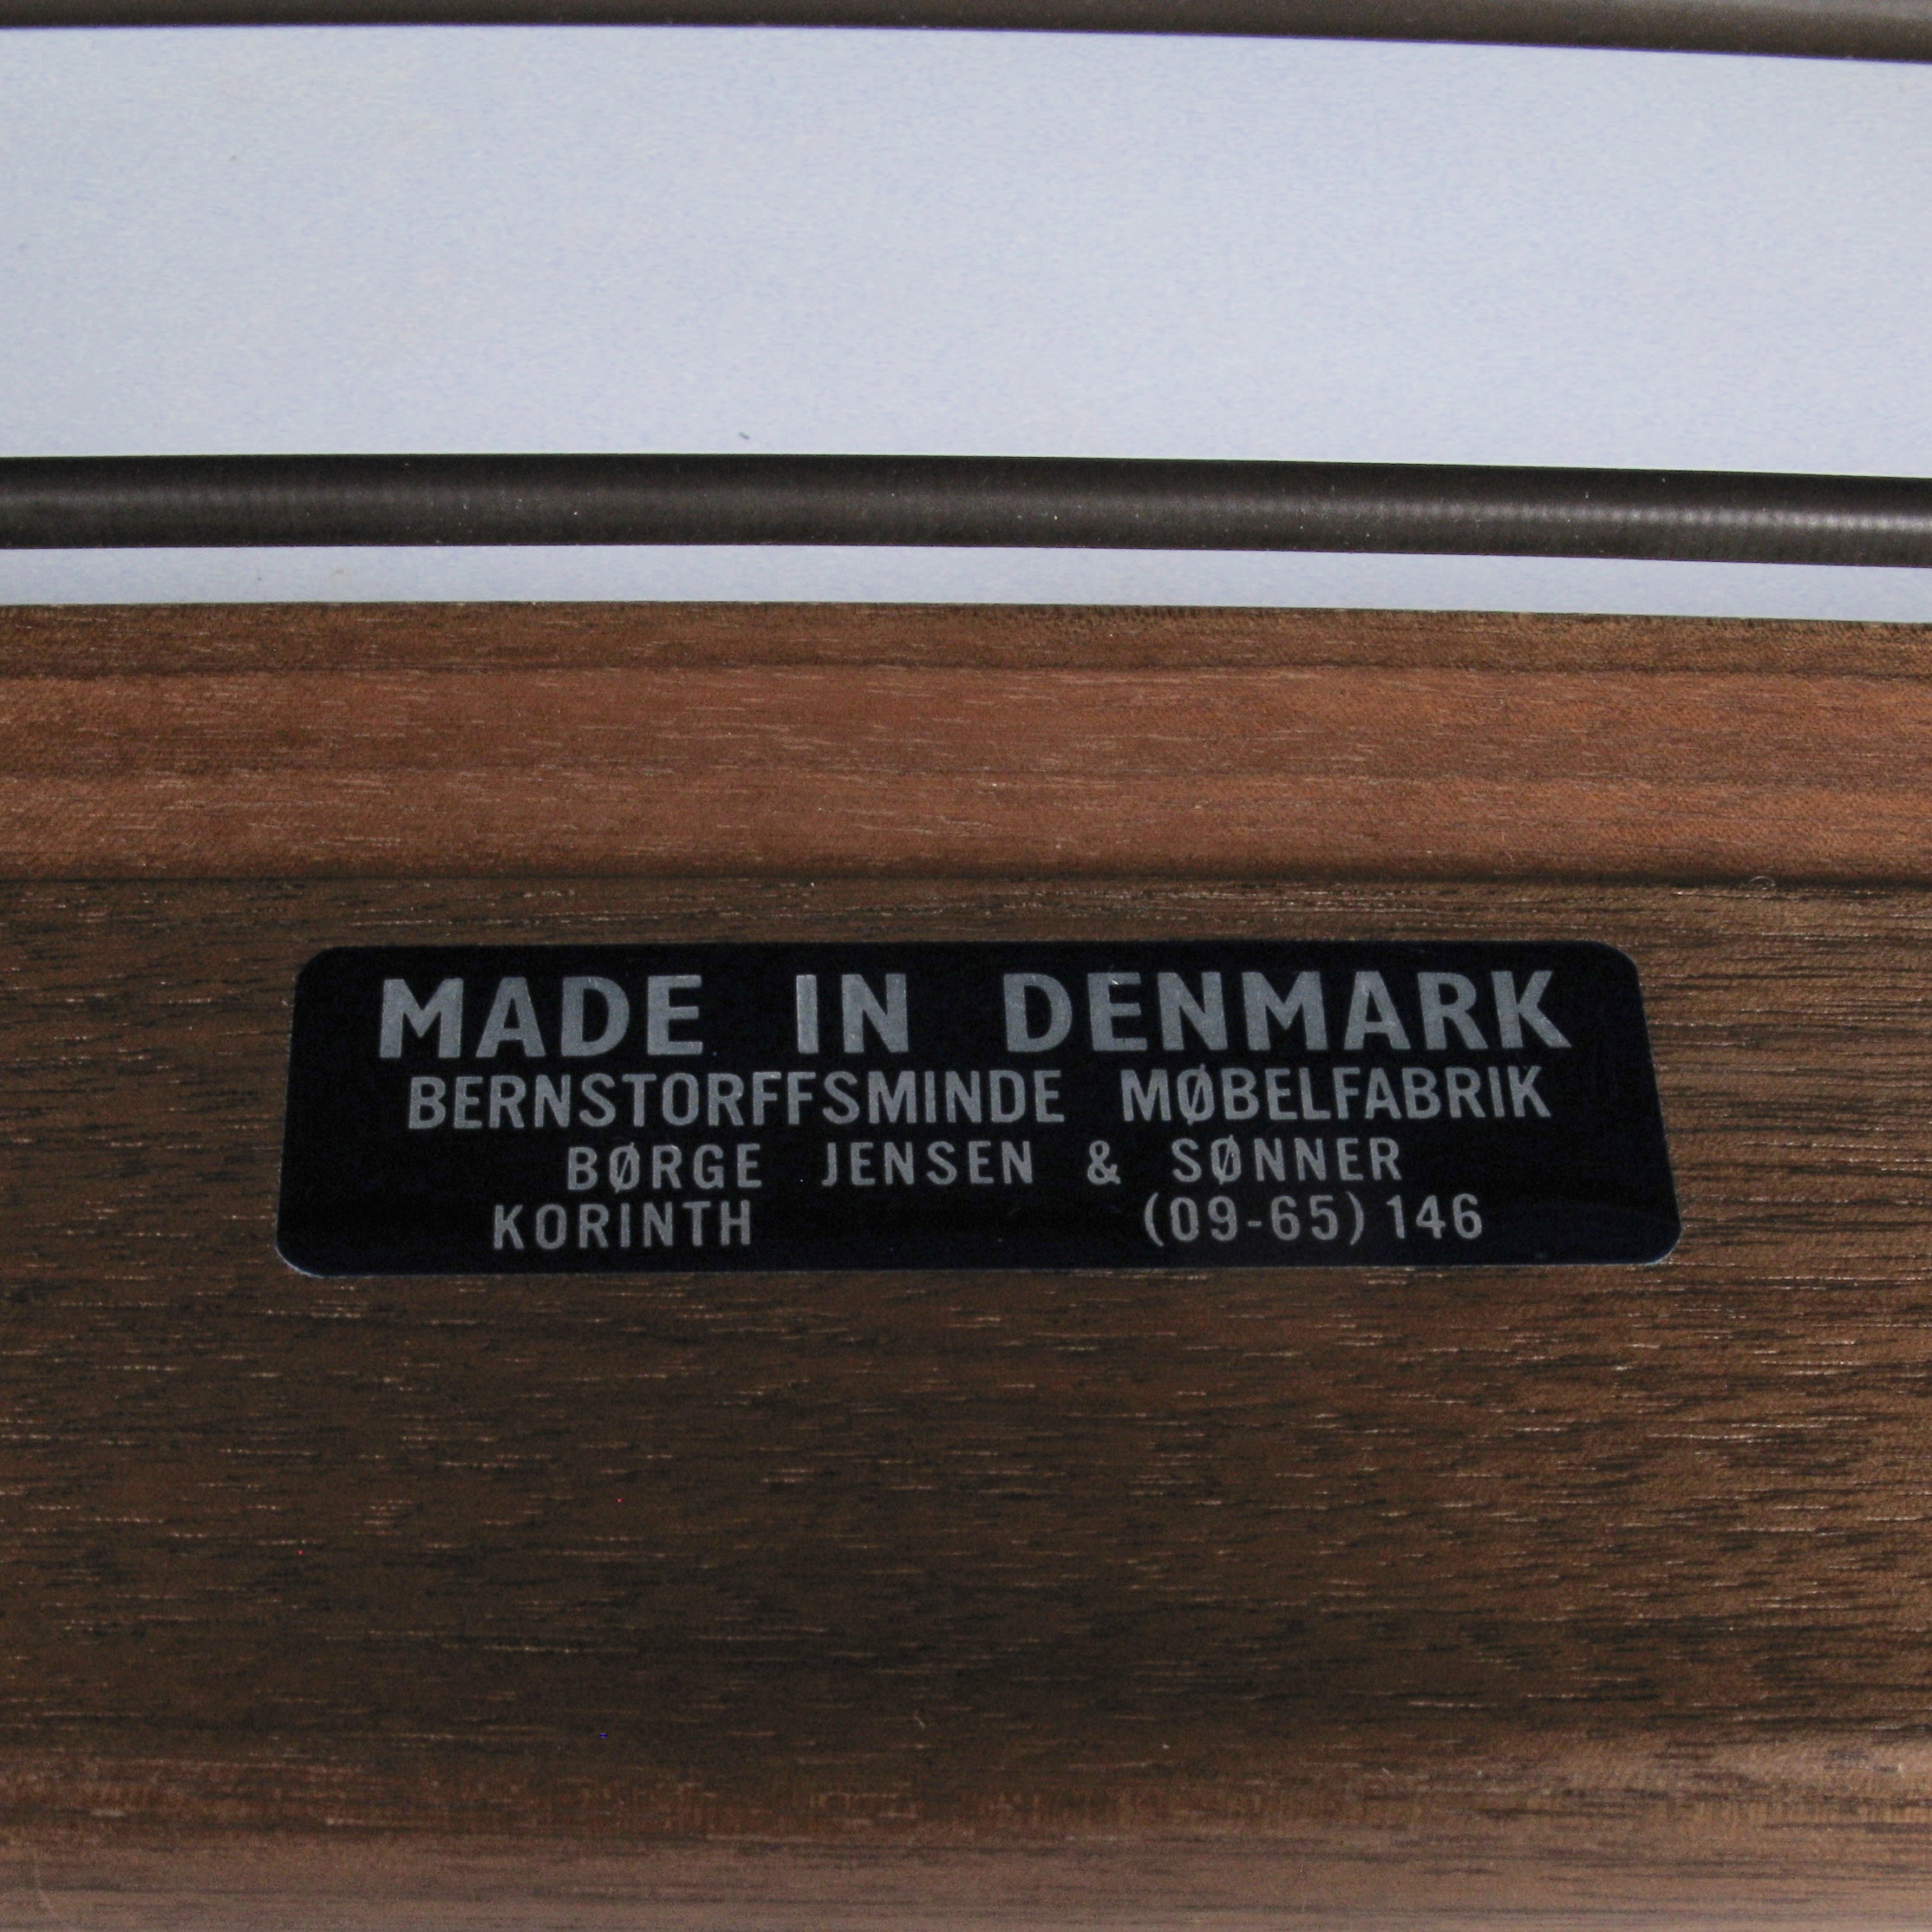 MADE IN DENMARK
BERNSTORFFSMINDE MØBELFABRIK
BØRGE JENSEN & SØNNER
KORINTH (09-65) 146